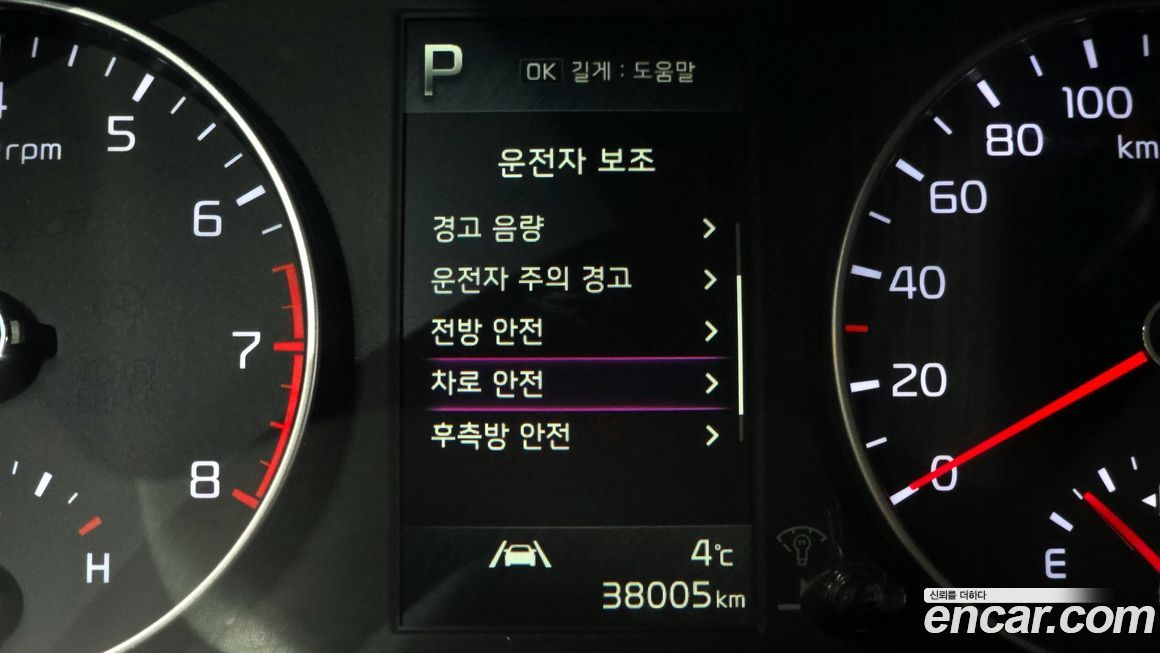 P
OK 길게 : 도움말
운전자 보조
경고 음량
운전자 주의 경고
전방 안전
차로 안전
후측방 안전
4℃
38005 km
5
6
7
8
rpm
H
100
80
60
40
20
0
km
E
신뢰를 더하다
encar.com